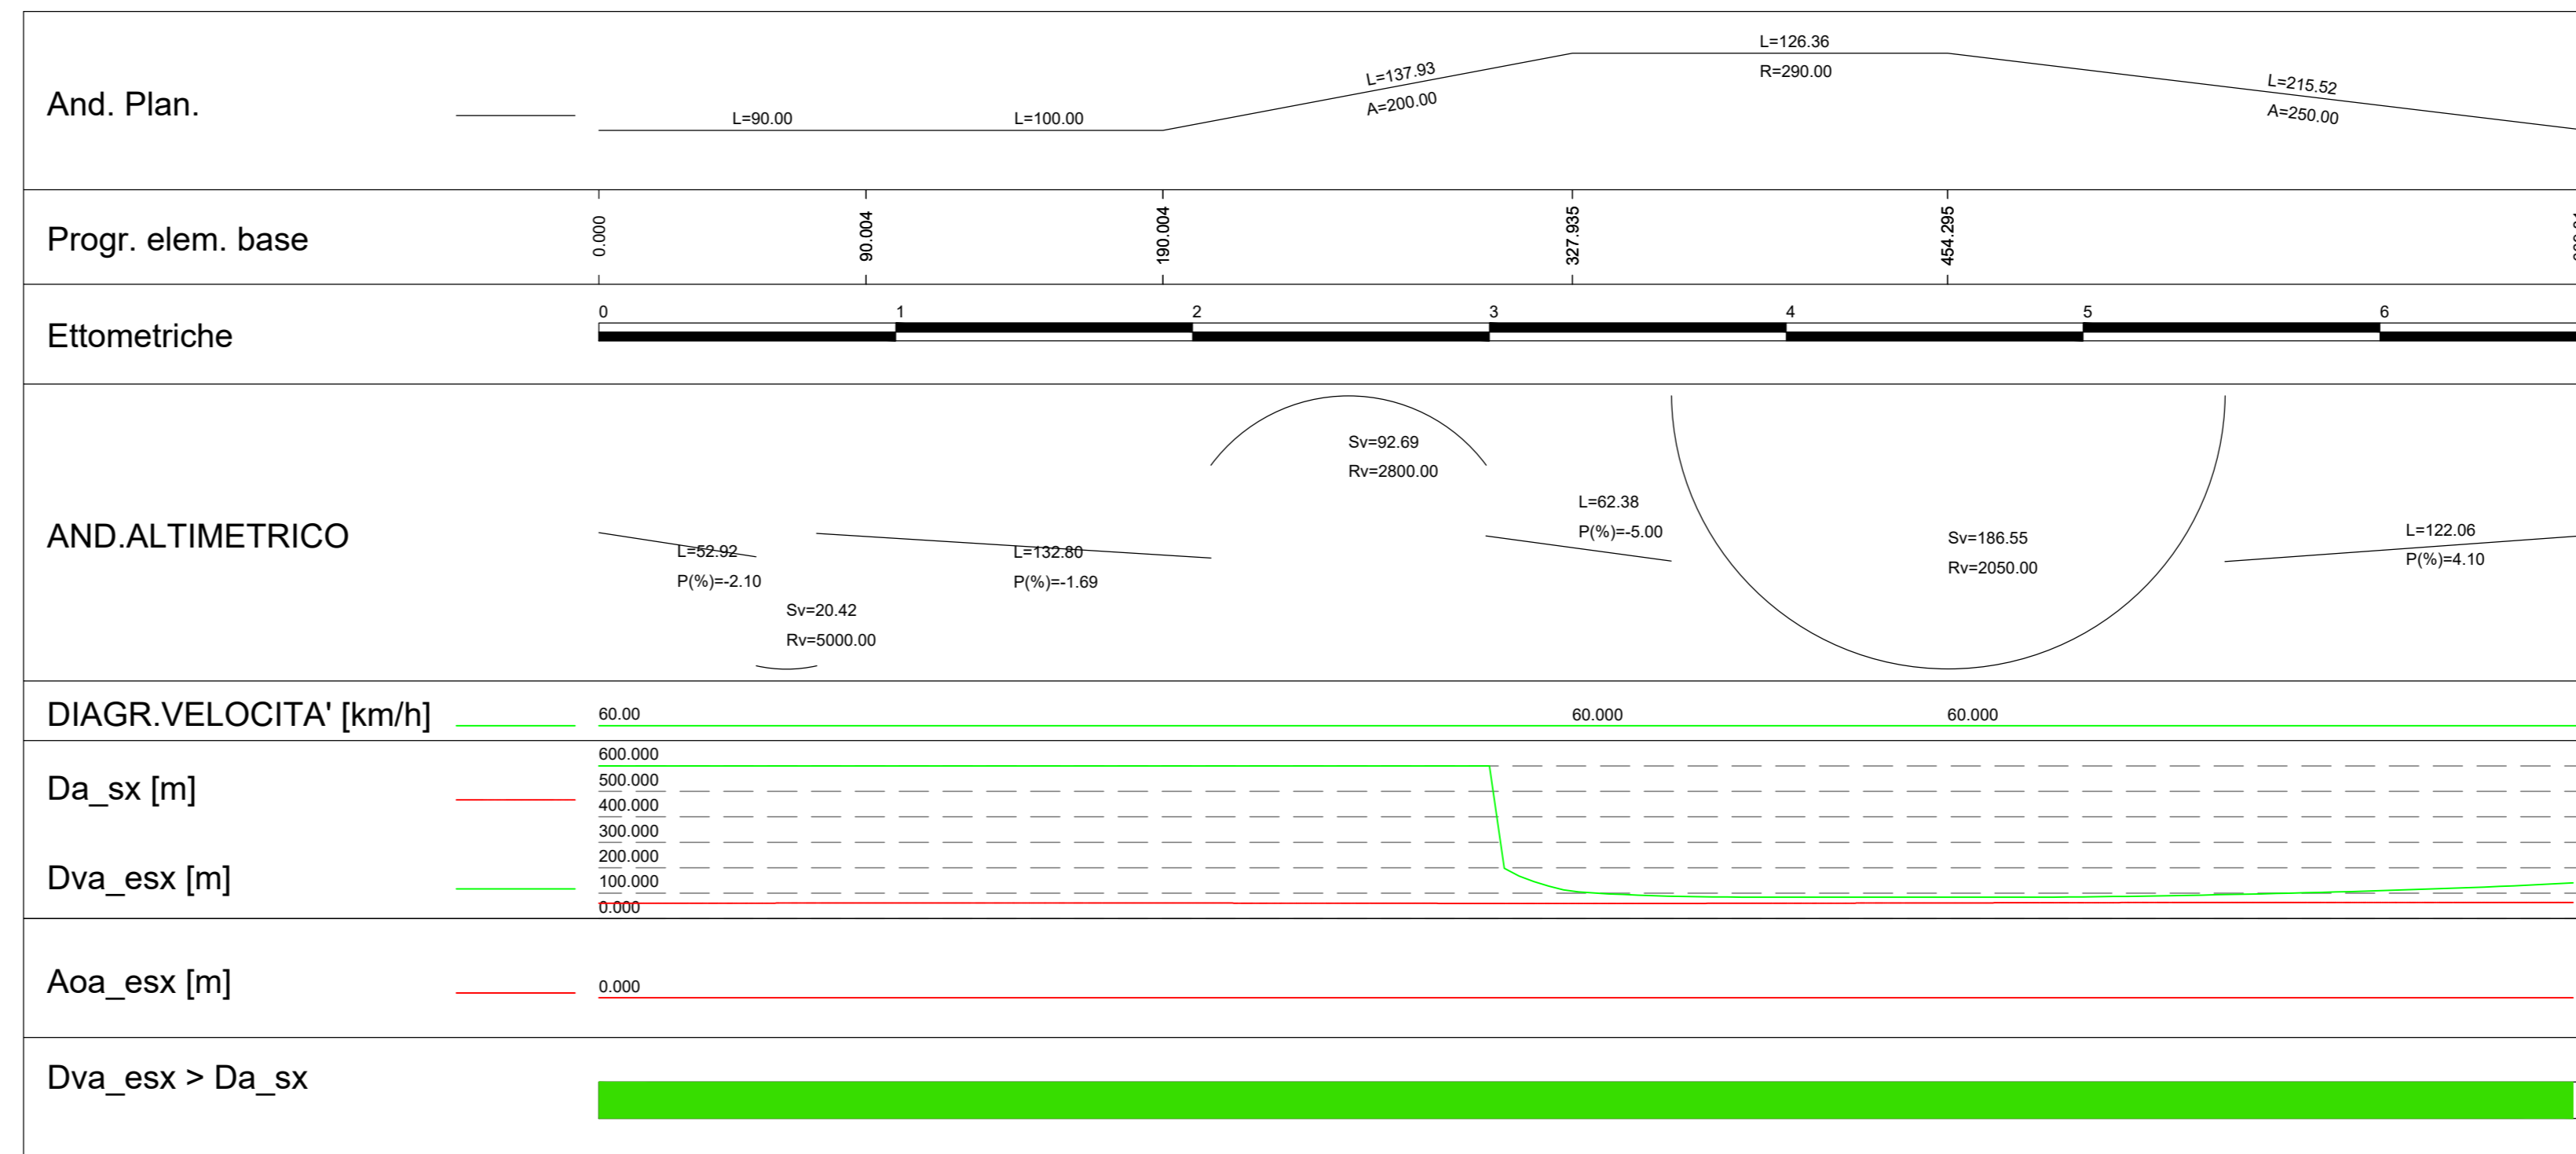 And. Plan.
L=90.00
L=100.00
L=137.93
A=200.00
L=126.36
R=290.00
L=215.52
A=250.00
Progr. elem. base
0.000
90.004
190.004
327.935
454.295
Ettometriche
0 1 2 3 4 5 6
AND.ALTIMETRICO
L=52.92
P(%)=-2.10
Sv=20.42
Rv=5000.00
L=132.80
P(%)=-1.69
Sv=92.69
Rv=2800.00
L=62.38
P(%)=-5.00
Sv=186.55
Rv=2050.00
L=122.06
P(%)=4.10
DIAGR.VELOCITA' [km/h]
60.00
60.000
60.000
Da_sx [m]
Dva_esx [m]
600.000
500.000
400.000
300.000
200.000
100.000
0.000
Aoa_esx [m]
0.000
Dva_esx > Da_sx